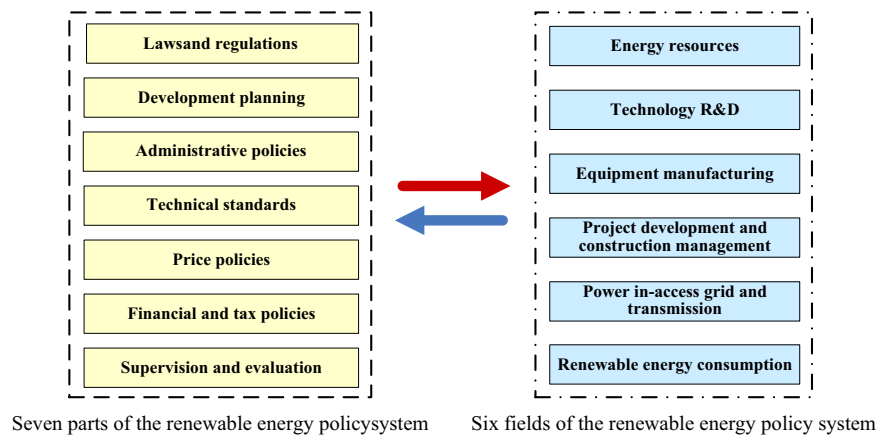 Lawsand regulations
Development planning
Administrative policies
Technical standards
Price policies
Financial and tax policies
Supervision and evaluation
Seven parts of the renewable energy policysystem
Energy resources
Technology R&D
Equipment manufacturing
Project development and
construction management
Power in-access grid and
transmission
Renewable energy consumption
Six fields of the renewable energy policy system